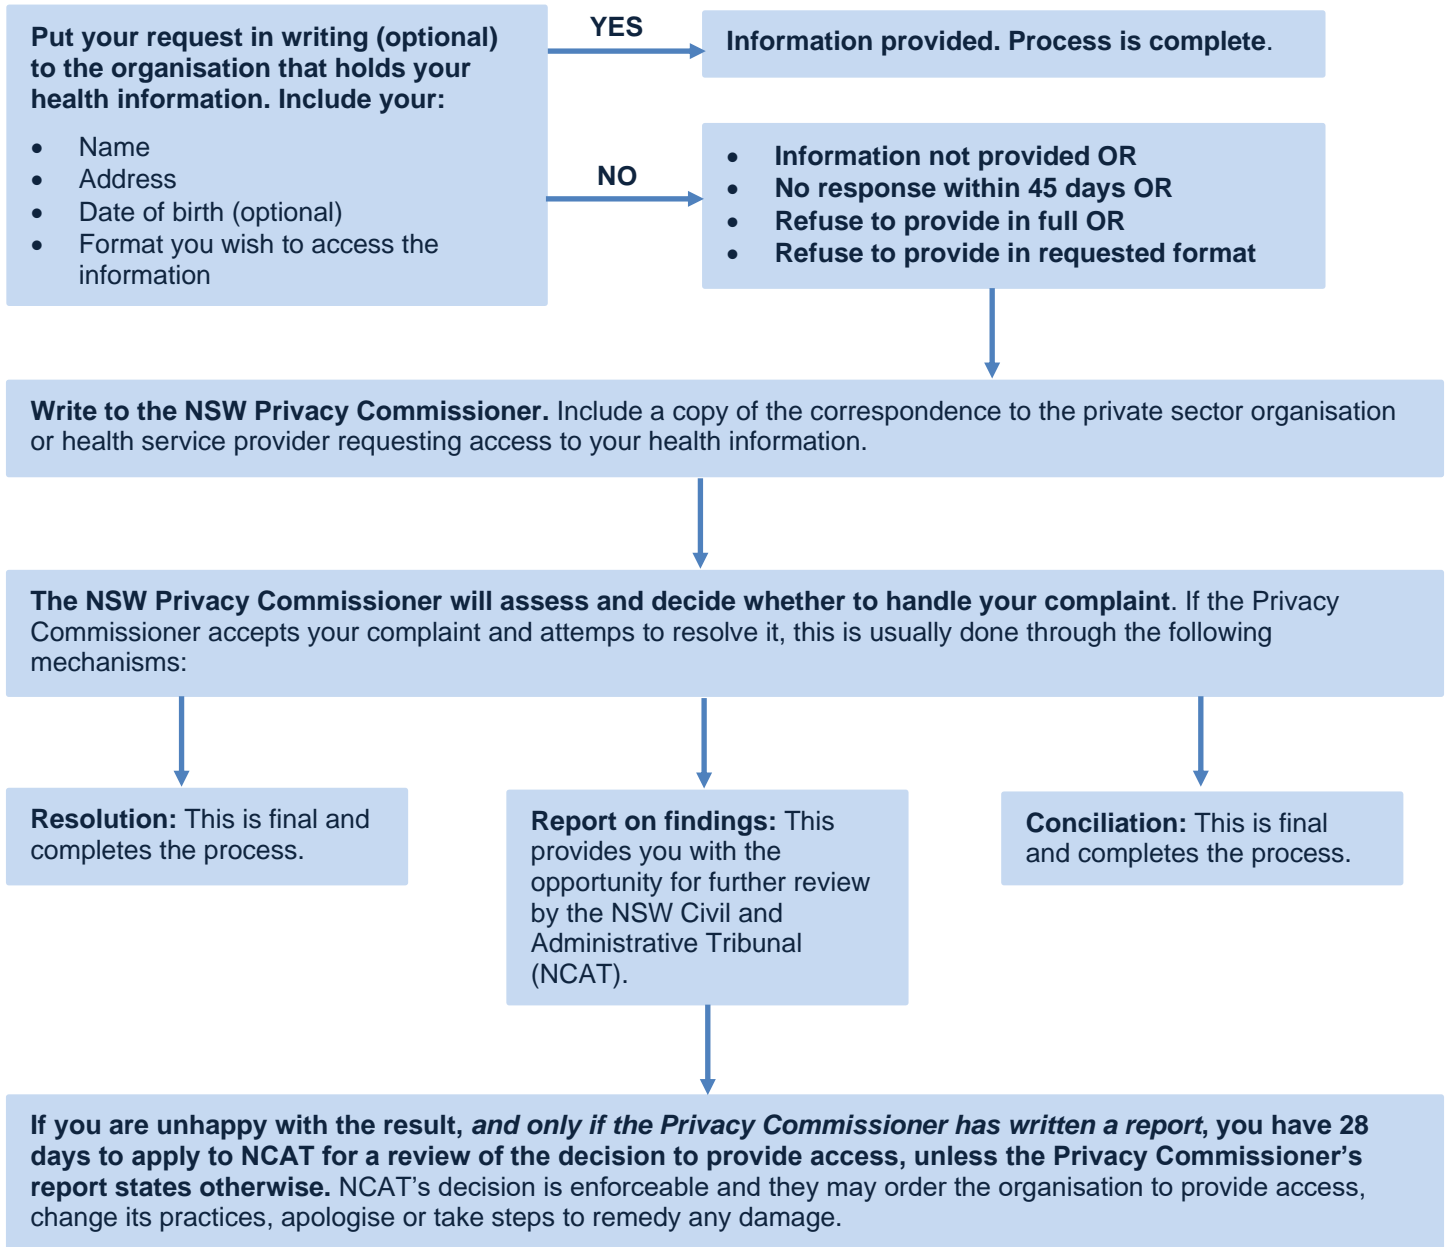 Put your request in writing (optional)
to the organisation that holds your
health information. Include your:
• Name
• Address
• Date of birth (optional)
• Format you wish to access the
information
YES
Information provided. Process is complete.
NO
• Information not provided OR
• No response within 45 days OR
• Refuse to provide in full OR
• Refuse to provide in requested format
Write to the NSW Privacy Commissioner. Include a copy of the correspondence to the private sector organisation
or health service provider requesting access to your health information.
The NSW Privacy Commissioner will assess and decide whether to handle your complaint. If the Privacy
Commissioner accepts your complaint and attemps to resolve it, this is usually done through the following
mechanisms:
Resolution: This is final and
completes the process.
Report on findings: This
provides you with the
opportunity for further review
by the NSW Civil and
Administrative Tribunal
(NCAT).
Conciliation: This is final
and completes the process.
If you are unhappy with the result, and only if the Privacy Commissioner has written a report, you have 28
days to apply to NCAT for a review of the decision to provide access, unless the Privacy Commissioner’s
report states otherwise. NCAT’s decision is enforceable and they may order the organisation to provide access,
change its practices, apologise or take steps to remedy any damage.